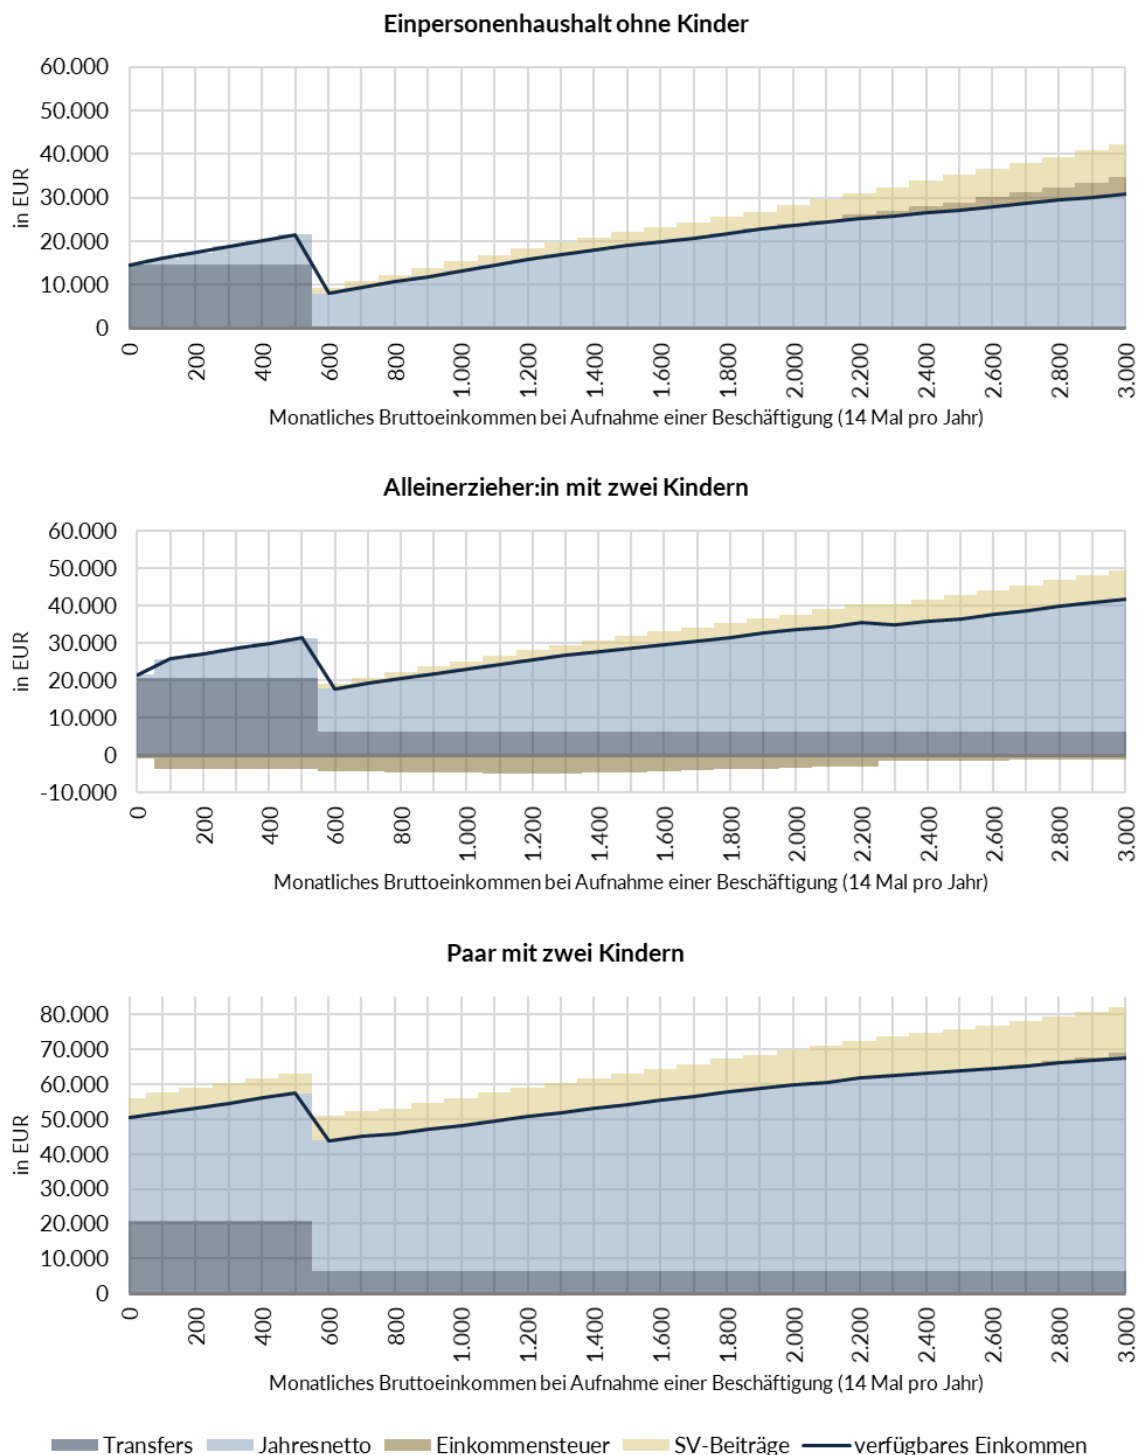 Einpersonenhaushalt ohne Kinder
60.000
50.000
40.000
30.000
20.000
10.000
0
in EUR
0 200 400 600 800 1.000 1.200 1.400 1.600 1.800 2.000 2.200 2.400 2.600 2.800 3.000
Monatliches Bruttoeinkommen bei Aufnahme einer Beschäftigung (14 Mal pro Jahr)
Alleinerzieher:in mit zwei Kindern
60.000
50.000
40.000
30.000
20.000
10.000
0
-10.000
in EUR
0 200 400 600 800 1.000 1.200 1.400 1.600 1.800 2.000 2.200 2.400 2.600 2.800 3.000
Monatliches Bruttoeinkommen bei Aufnahme einer Beschäftigung (14 Mal pro Jahr)
Paar mit zwei Kindern
80.000
70.000
60.000
50.000
40.000
30.000
20.000
10.000
0
in EUR
0 200 400 600 800 1.000 1.200 1.400 1.600 1.800 2.000 2.200 2.400 2.600 2.800 3.000
Monatliches Bruttoeinkommen bei Aufnahme einer Beschäftigung (14 Mal pro Jahr)
Transfers Jahresnetto Einkommensteuer SV-Beiträge verfügbares Einkommen